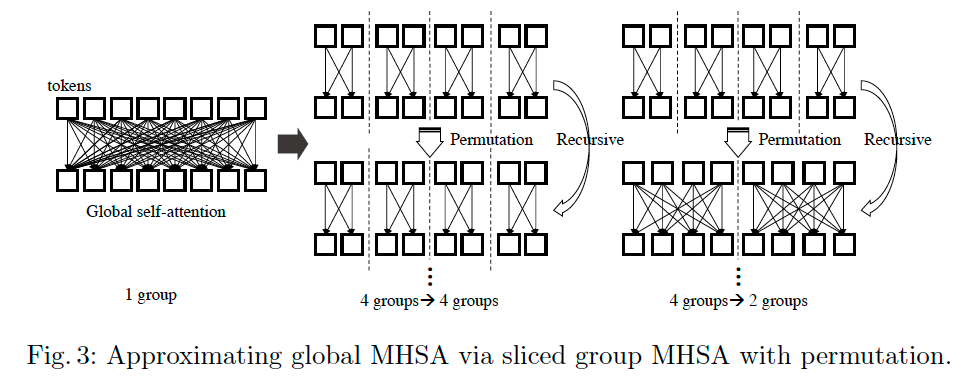 tokens
Global self-attention
1 group
Permutation
Recursive
4 groups→ 4 groups
Permutation
Recursive
4 groups→ 2 groups
Fig. 3: Approximating global MHSA via sliced group MHSA with permutation.